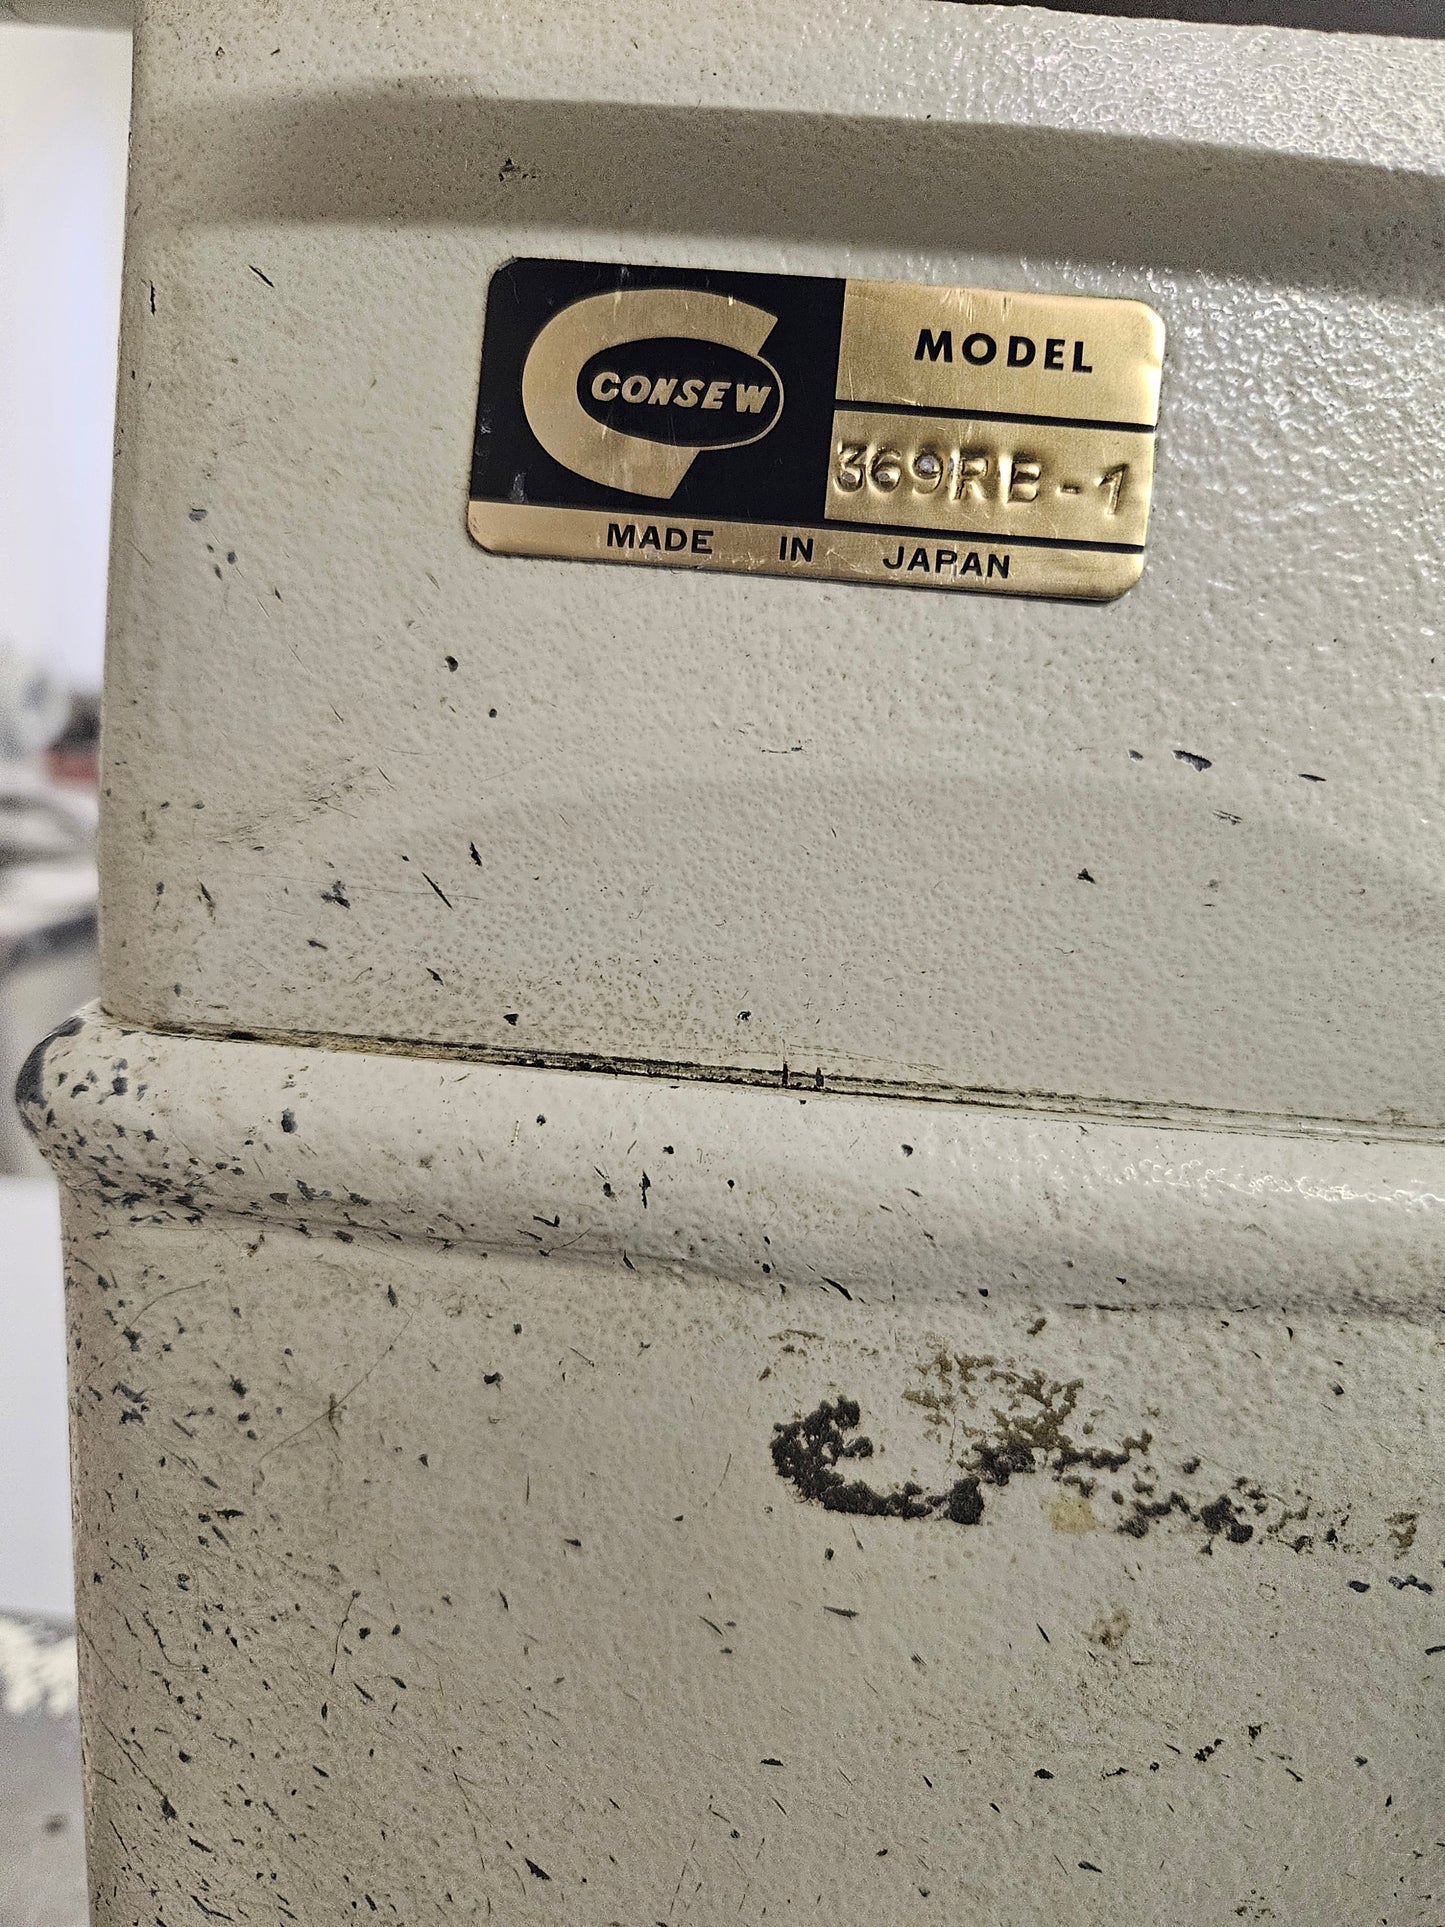 CONSEW
MODEL
369RB-1
MADE IN JAPAN